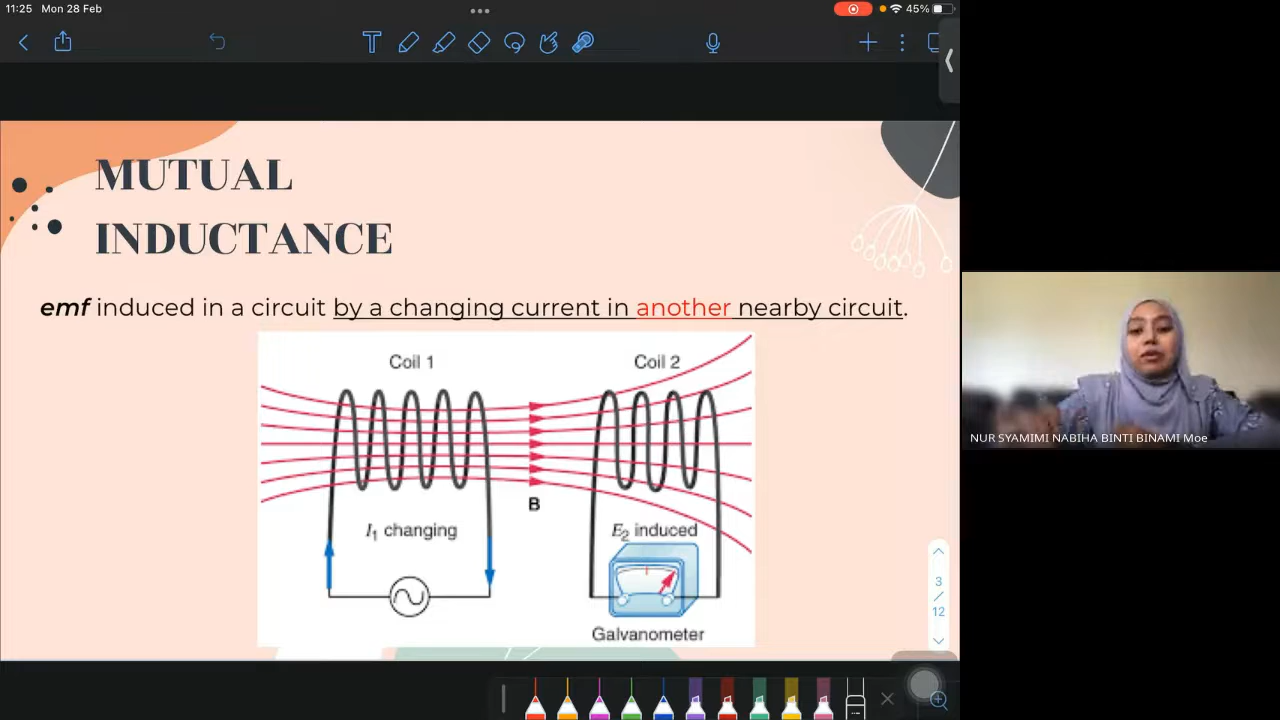 11:25 Mon 28 Feb
45%
MUTUAL
INDUCTANCE
emf induced in a circuit by a changing current in another nearby circuit.
Coil 1
Coil 2
B
I₁ changing
E₂ induced
Galvanometer
3
/
12
NUR SYAMIMI NABIHA BINTI BINAMI Moe